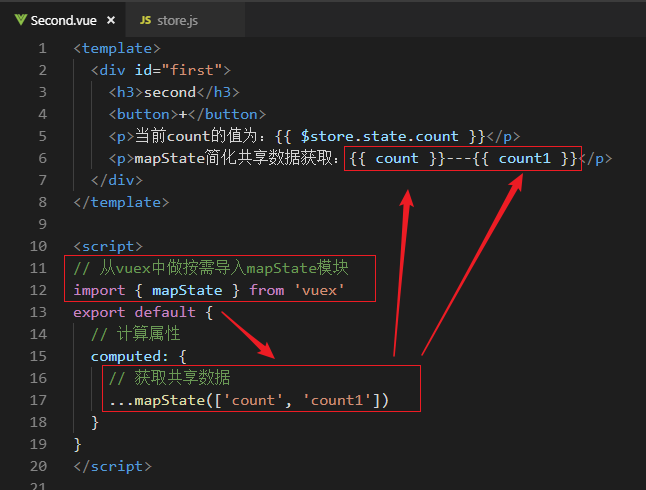 Second.vue × JS store.js
1 <template>
2 <div id="first">
3 <h3>second</h3>
4 <button>+</button>
5 <p>当前count的值为：{{ $store.state.count }}</p>
6 <p>mapState简化共享数据获取：{{ count }}---{{ count1 }}</p>
7 </div>
8 </template>
9
10 <script>
11 // 从vuex中做按需导入mapState模块
12 import { mapState } from 'vuex'
13 export default {
14 // 计算属性
15 computed: {
16 // 获取共享数据
17 ...mapState(['count', 'count1'])
18 }
19 }
20 </script>
21